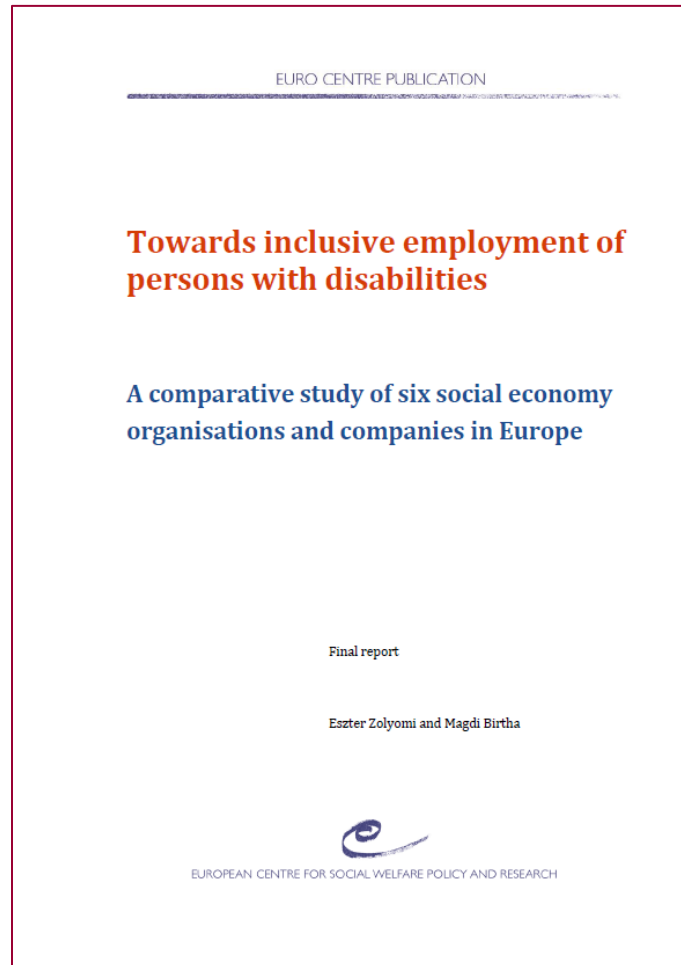 EURO CENTRE PUBLICATION
Towards inclusive employment of
persons with disabilities
A comparative study of six social economy
organisations and companies in Europe
Final report
Eszter Zolyomi and Magdi Birtha
EUROPEAN CENTRE FOR SOCIAL WELFARE POLICY AND RESEARCH